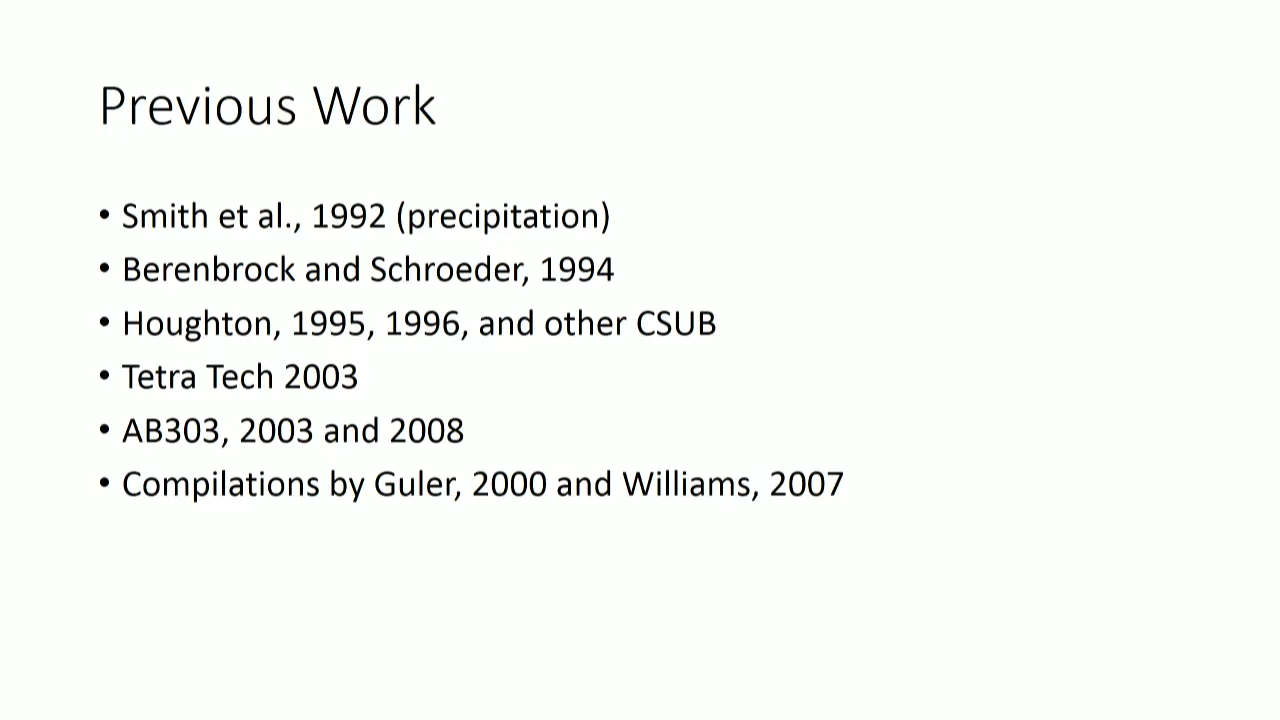 Previous Work
• Smith et al., 1992 (precipitation)
• Berenbrock and Schroeder, 1994
• Houghton, 1995, 1996, and other CSUB
• Tetra Tech 2003
• AB303, 2003 and 2008
• Compilations by Guler, 2000 and Williams, 2007